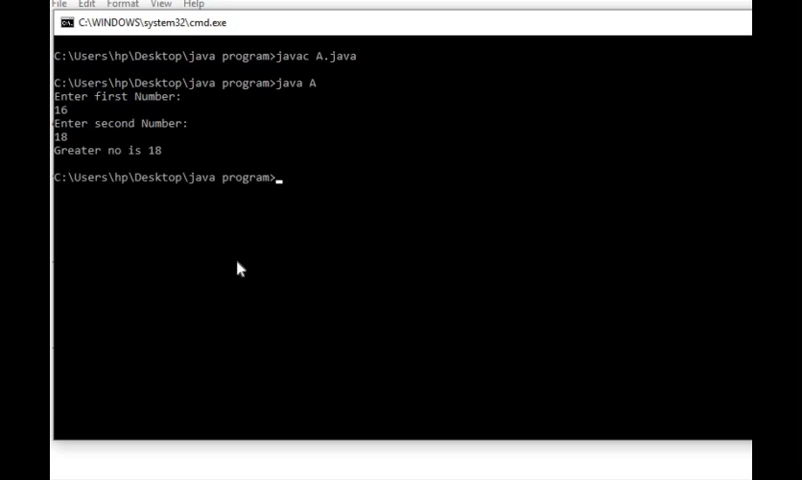 File Edit Format View Help
C:\WINDOWS\system32\cmd.exe
C:\Users\hp\Desktop\java program>javac A.java
C:\Users\hp\Desktop\java program>java A
Enter first Number:
16
Enter second Number:
18
Greater no is 18
C:\Users\hp\Desktop\java program>